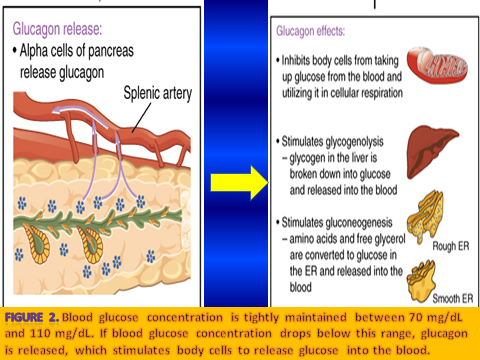 Glucagon release:
• Alpha cells of pancreas
release glucagon
Splenic artery
Glucagon effects:
• Inhibits body cells from taking
up glucose from the blood and
utilizing it in cellular respiration
• Stimulates glycogenolysis
– glycogen in the liver is
broken down into glucose
and released into the blood
• Stimulates gluconeogenesis
– amino acids and free glycerol
are converted to glucose in
the ER and released into the
blood
Rough ER
Smooth ER
FIGURE 2. Blood glucose concentration is tightly maintained between 70 mg/dL
and 110 mg/dL. If blood glucose concentration drops below this range, glucagon
is released, which stimulates body cells to release glucose into the blood.